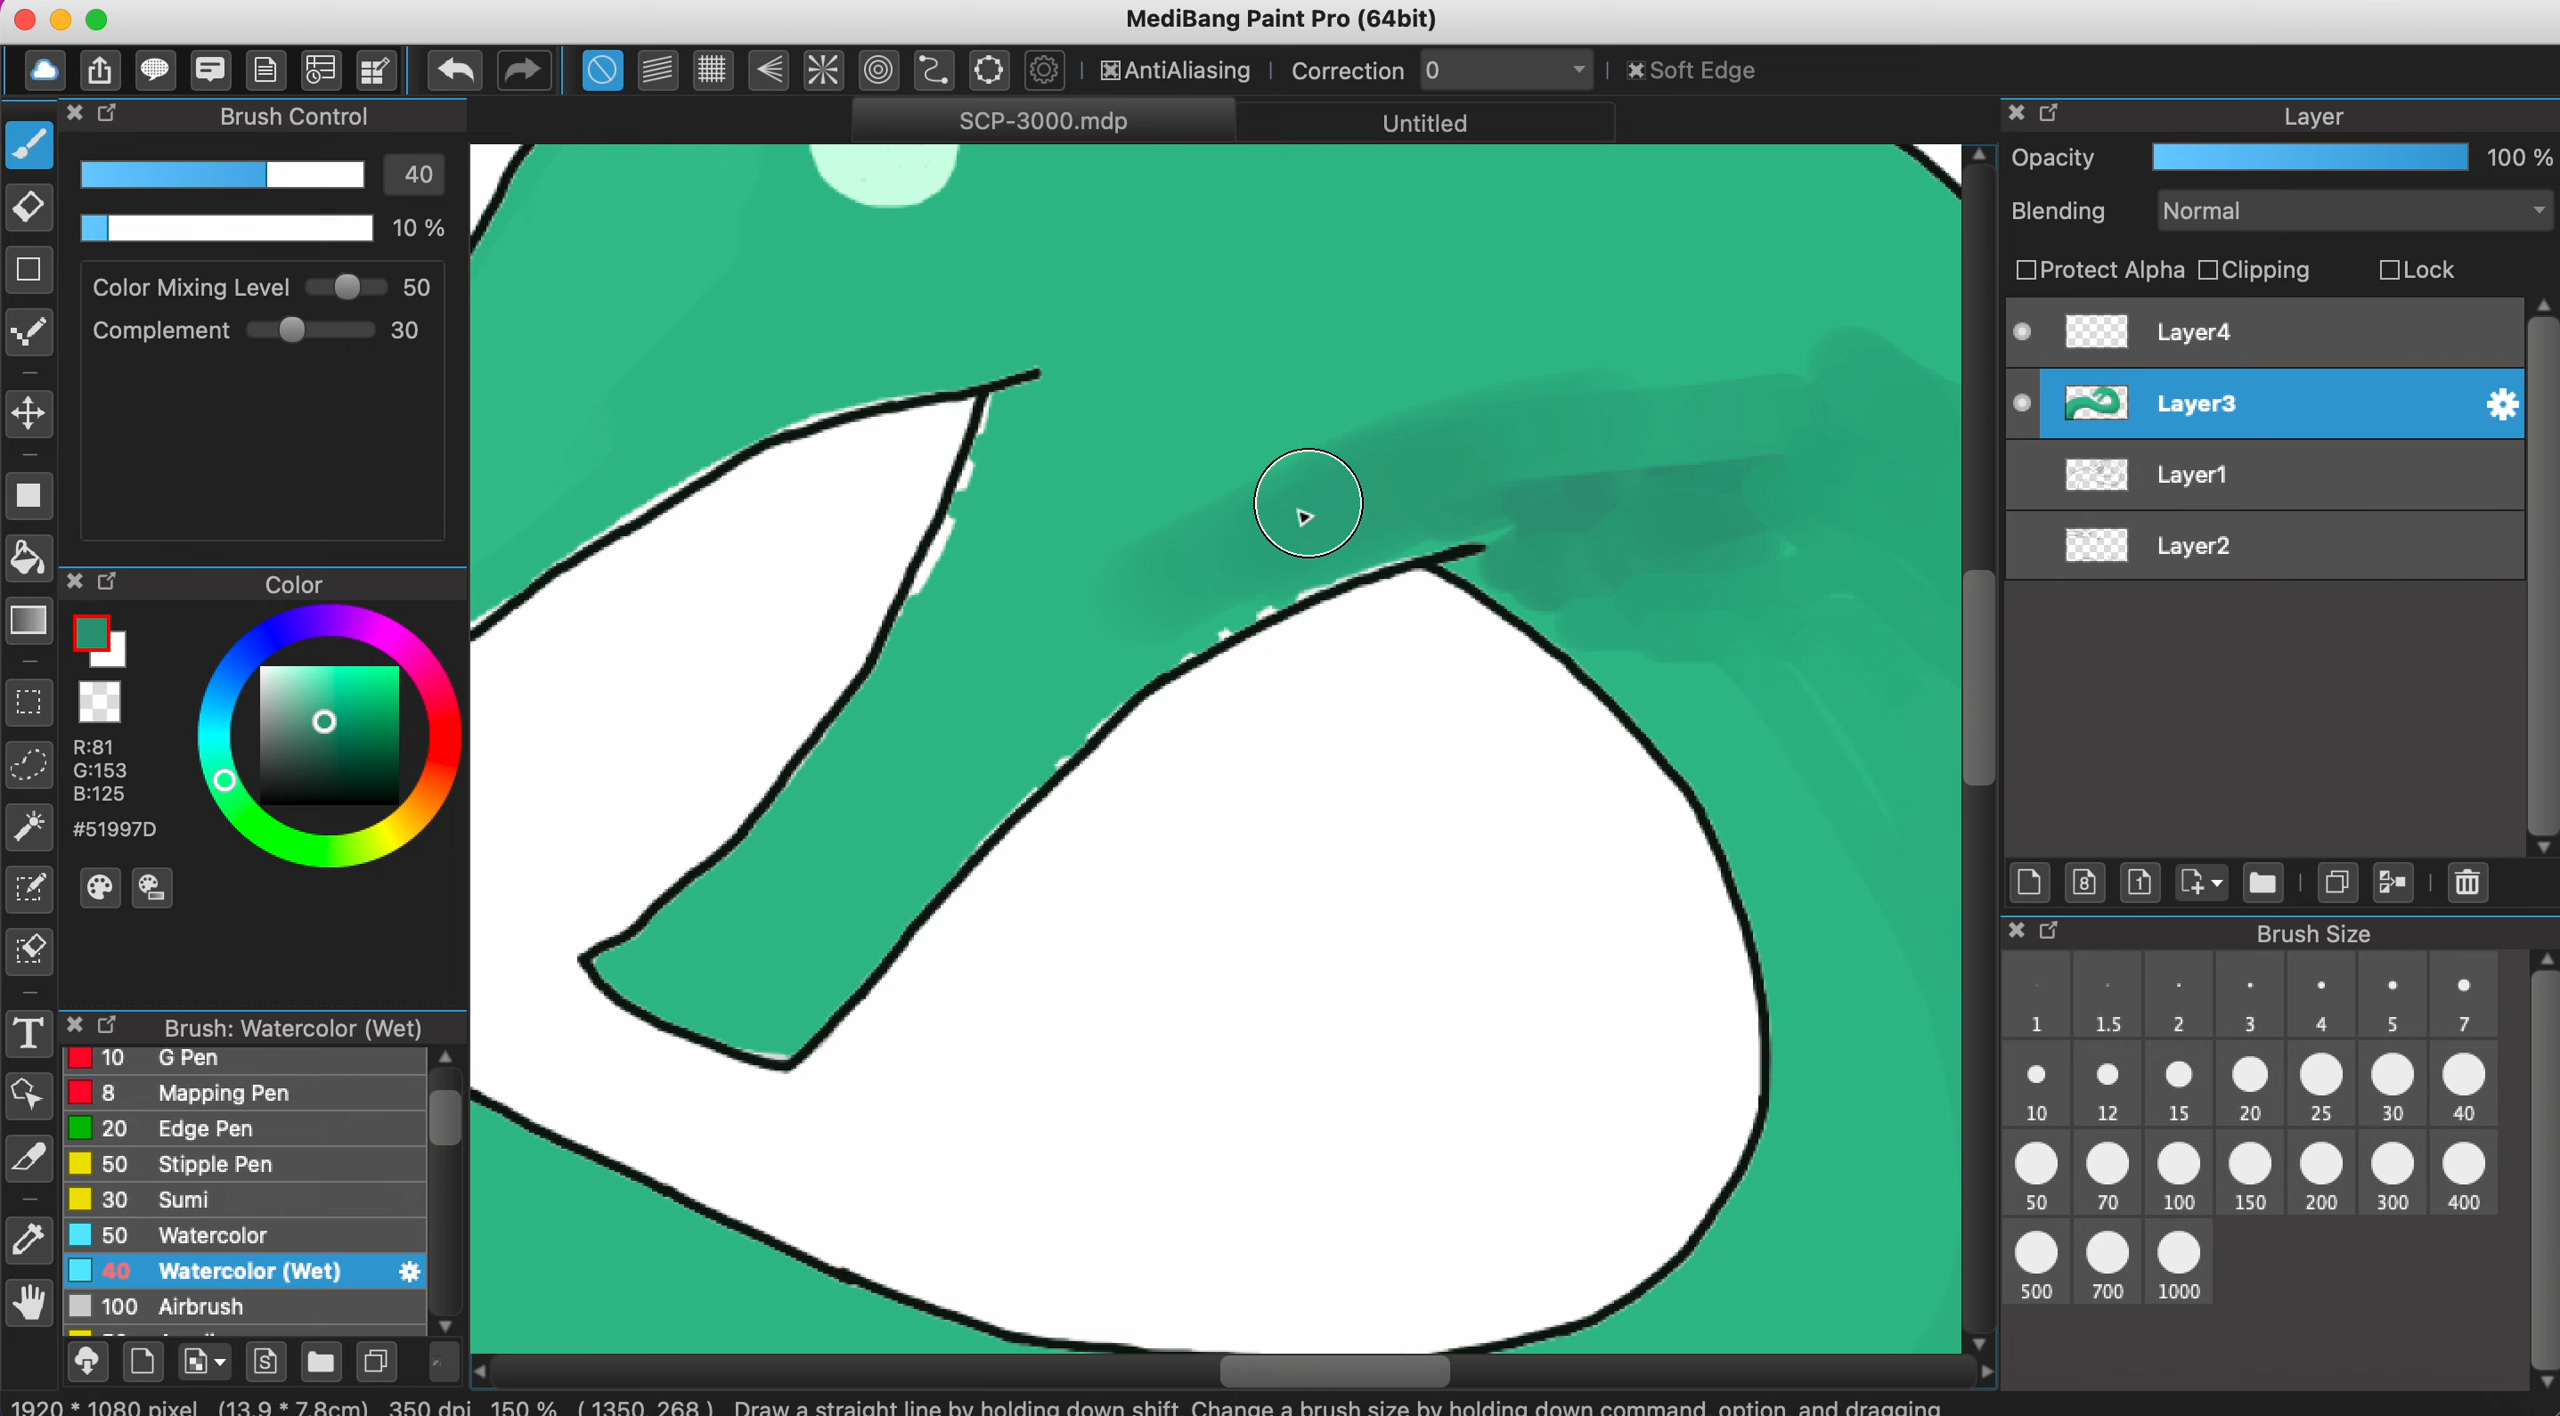 MediBang Paint Pro (64bit)
AntiAliasing
Correction
0
Soft Edge
SCP-3000.mdp
Untitled
Brush Control
40
10 %
Color Mixing Level
50
Complement
30
Color
R:81
G:153
B:125
#51997D
Brush: Watercolor (Wet)
10 G Pen
8 Mapping Pen
20 Edge Pen
50 Stipple Pen
30 Sumi
50 Watercolor
40 Watercolor (Wet)
100 Airbrush
Layer
Opacity
100 %
Blending
Normal
Protect Alpha
Clipping
Lock
Layer4
Layer3
Layer1
Layer2
8
1
T
S
Brush Size
1 1.5 2 3 4 5 7
10 12 15 20 25 30 40
50 70 100 150 200 300 400
500 700 1000
1920 * 1080 pixel (13.9 * 7.8cm) 350 dpi 150 % ( 1350, 268 ) Draw a straight line by holding down shift, Change a brush size by holding down command, option, and dragging